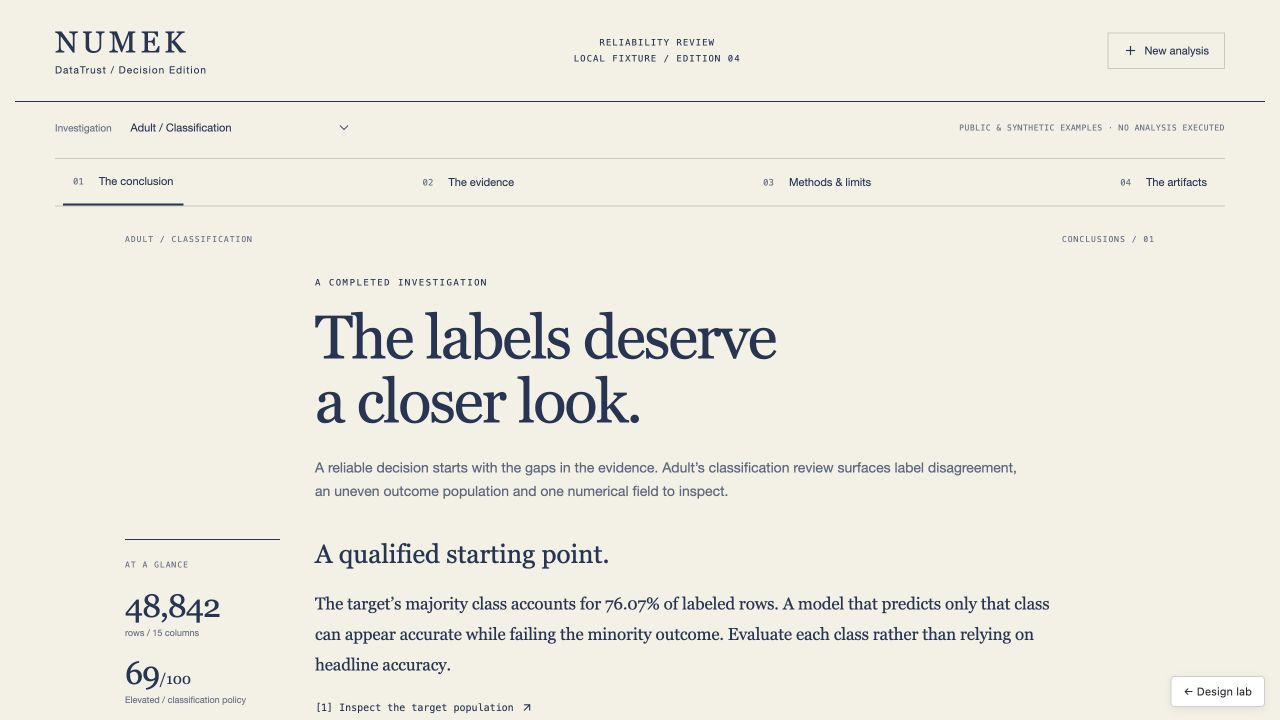 NUMEK
DataTrust / Decision Edition
RELIABILITY REVIEW
LOCAL FIXTURE / EDITION 04
+ New analysis
Investigation Adult / Classification
PUBLIC & SYNTHETIC EXAMPLES · NO ANALYSIS EXECUTED
01 The conclusion
02 The evidence
03 Methods & limits
04 The artifacts
ADULT / CLASSIFICATION
CONCLUSIONS / 01
A COMPLETED INVESTIGATION
The labels deserve
a closer look.
A reliable decision starts with the gaps in the evidence. Adult’s classification review surfaces label disagreement,
an uneven outcome population and one numerical field to inspect.
AT A GLANCE
48,842
rows / 15 columns
69/100
Elevated / classification policy
A qualified starting point.
The target’s majority class accounts for 76.07% of labeled rows. A model that predicts only that class
can appear accurate while failing the minority outcome. Evaluate each class rather than relying on
headline accuracy.
[1] Inspect the target population ↗
← Design lab